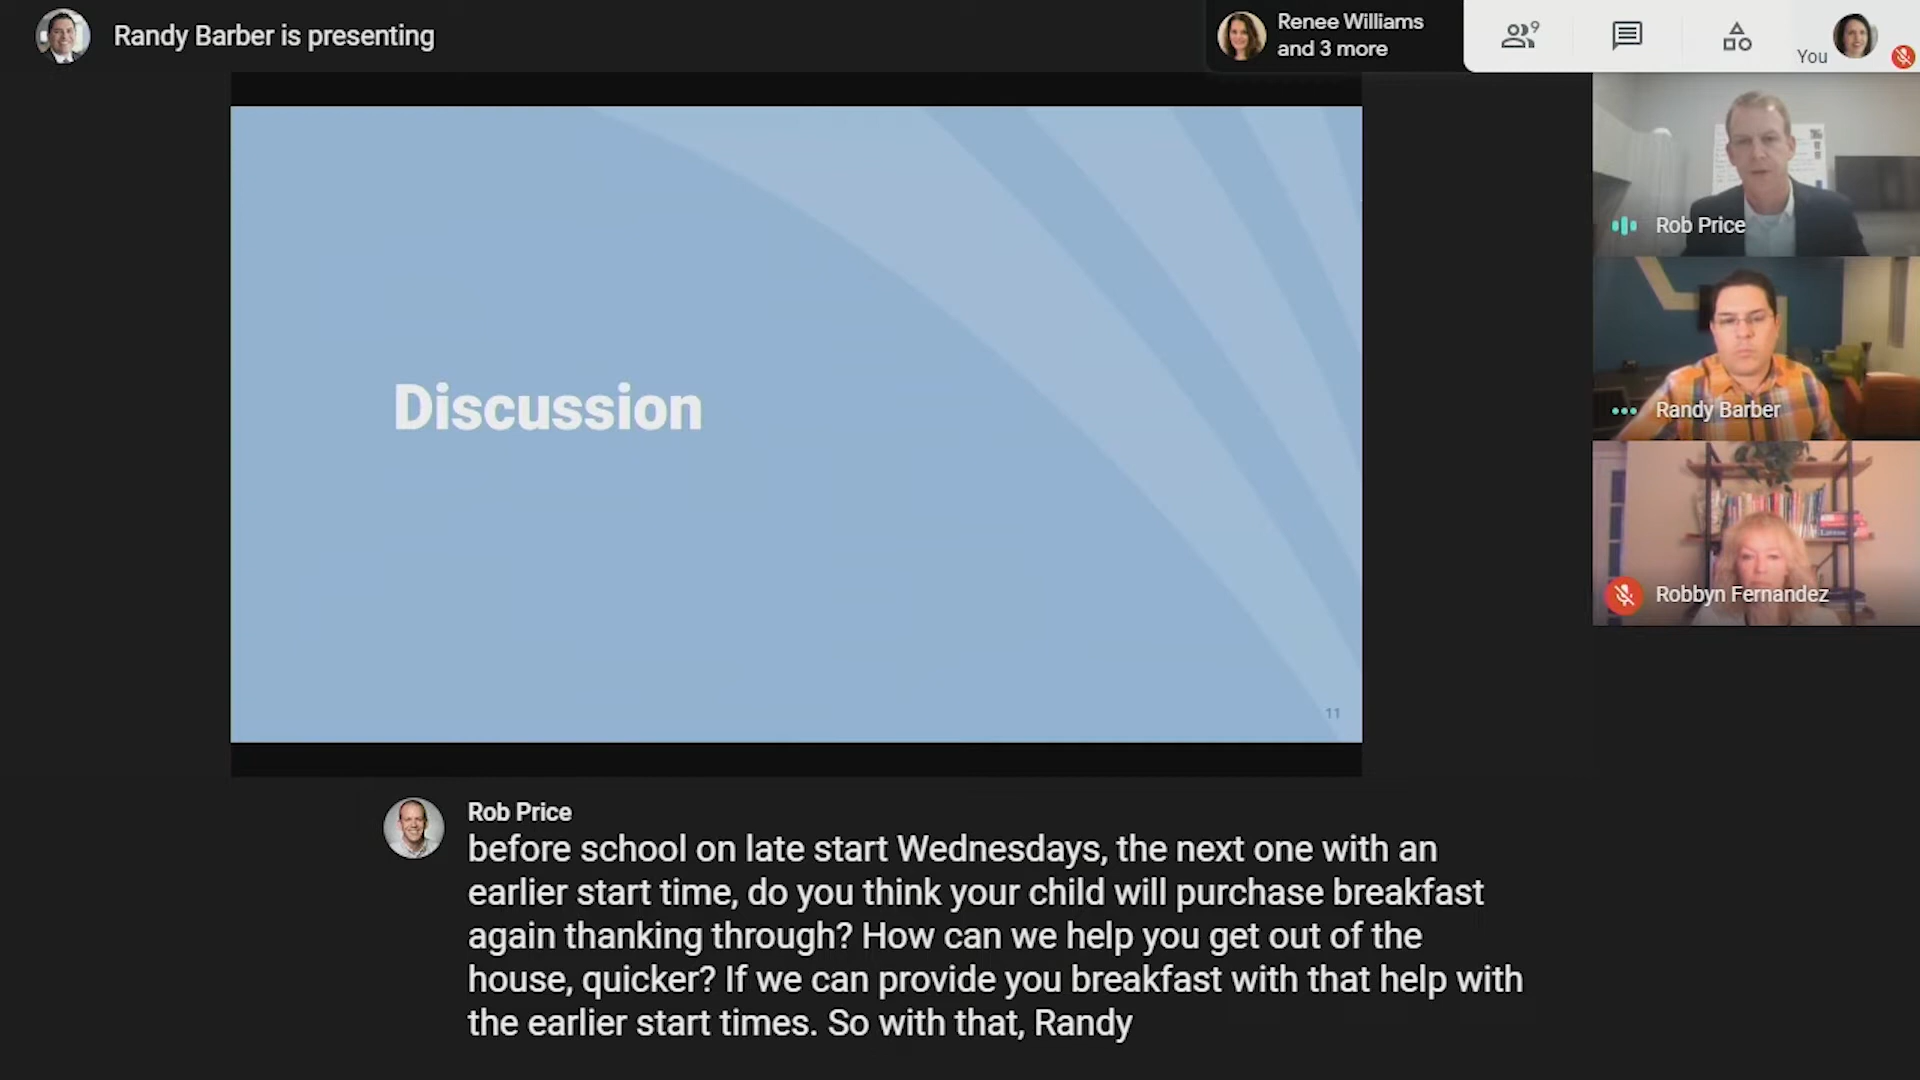 Randy Barber is presenting
Renee Williams
and 3 more
9
You
Rob Price
Randy Barber
Robbyn Fernandez
Discussion
11
Rob Price
before school on late start Wednesdays, the next one with an
earlier start time, do you think your child will purchase breakfast
again thanking through? How can we help you get out of the
house, quicker? If we can provide you breakfast with that help with
the earlier start times. So with that, Randy